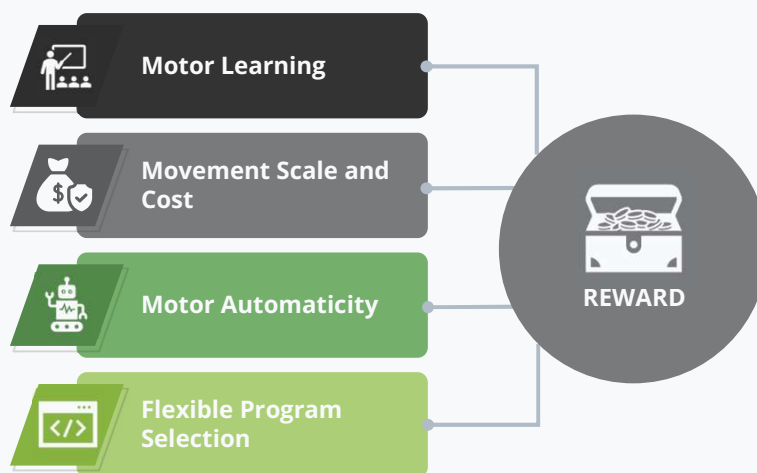 Motor Learning
Movement Scale and
Cost
Motor Automaticity
Flexible Program
Selection
REWARD